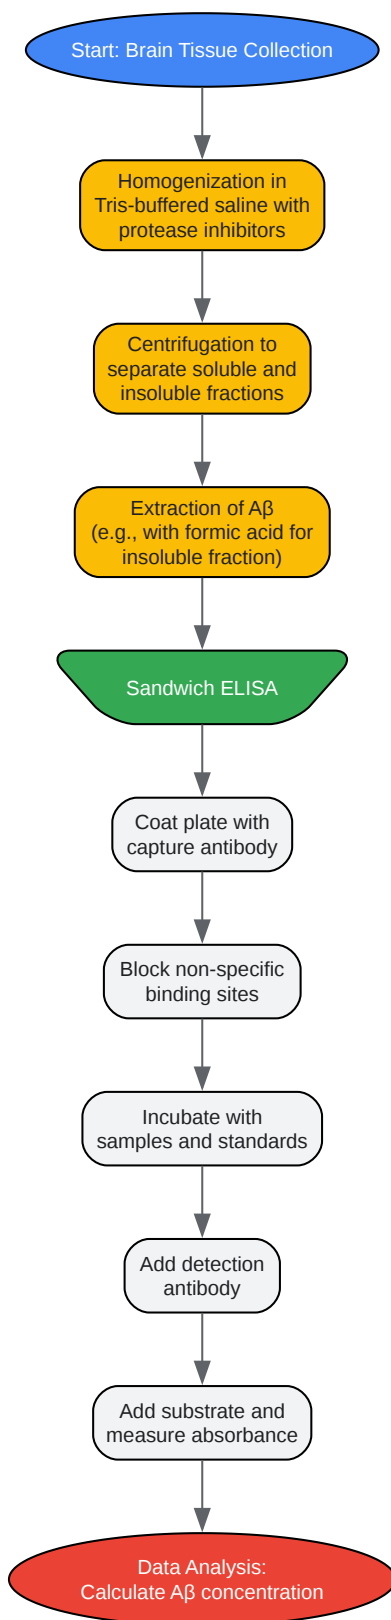 Start: Brain Tissue Collection
Homogenization in
Tris-buffered saline with
protease inhibitors
Centrifugation to
separate soluble and
insoluble fractions
Extraction of Aβ
(e.g., with formic acid for
insoluble fraction)
Sandwich ELISA
Coat plate with
capture antibody
Block non-specific
binding sites
Incubate with
samples and standards
Add detection
antibody
Add substrate and
measure absorbance
Data Analysis:
Calculate Aβ concentration